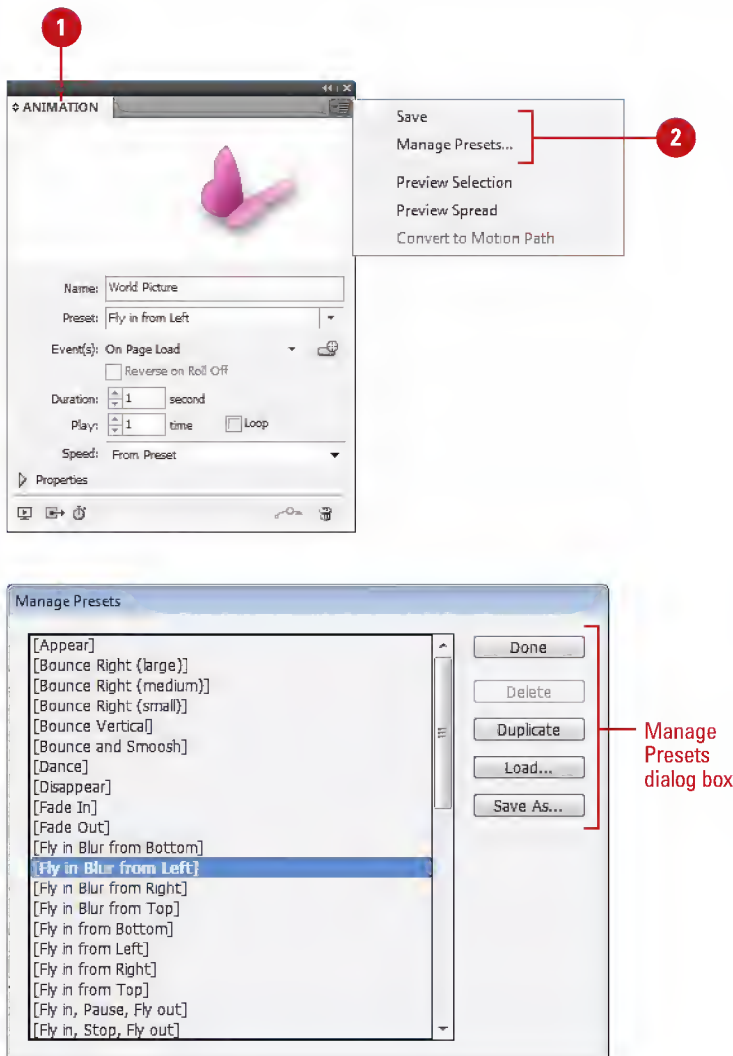 1
ANIMATION
Save
Manage Presets...
2
Preview Selection
Preview Spread
Convert to Motion Path
Name: World Picture
Preset: Fly in from Left
Event(s): On Page Load
Reverse on Roll Off
Duration: 1 second
Play: 1 time Loop
Speed: From Preset
Properties
Manage Presets
[Appear]
[Bounce Right {large}]
[Bounce Right {medium}]
[Bounce Right {small}]
[Bounce Vertical]
[Bounce and Smoosh]
[Dance]
[Disappear]
[Fade In]
[Fade Out]
[Fly in Blur from Bottom]
[Fly in Blur from Left]
[Fly in Blur from Right]
[Fly in Blur from Top]
[Fly in from Bottom]
[Fly in from Left]
[Fly in from Right]
[Fly in from Top]
[Fly in, Pause, Fly out]
[Fly in, Stop, Fly out]
Done
Delete
Duplicate
Load...
Save As...
Manage
Presets
dialog box